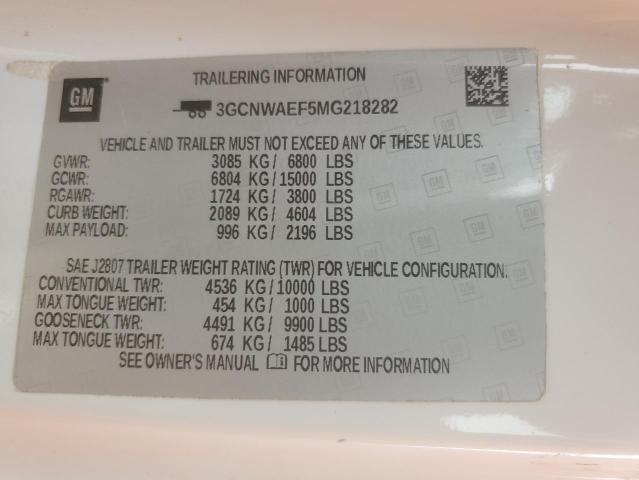 TRAILERING INFORMATION
GM
3GCNWAEF5MG218282
VEHICLE AND TRAILER MUST NOT EXCEED ANY OF THESE VALUES.
GVWR: 3085 KG / 6800 LBS
GCWR: 6804 KG / 15000 LBS
RGAWR: 1724 KG / 3800 LBS
CURB WEIGHT: 2089 KG / 4604 LBS
MAX PAYLOAD: 996 KG / 2196 LBS
SAE J2807 TRAILER WEIGHT RATING (TWR) FOR VEHICLE CONFIGURATION.
CONVENTIONAL TWR: 4536 KG / 10000 LBS
MAX TONGUE WEIGHT: 454 KG / 1000 LBS
GOOSENECK TWR: 4491 KG / 9900 LBS
MAX TONGUE WEIGHT: 674 KG / 1485 LBS
SEE OWNER'S MANUAL FOR MORE INFORMATION